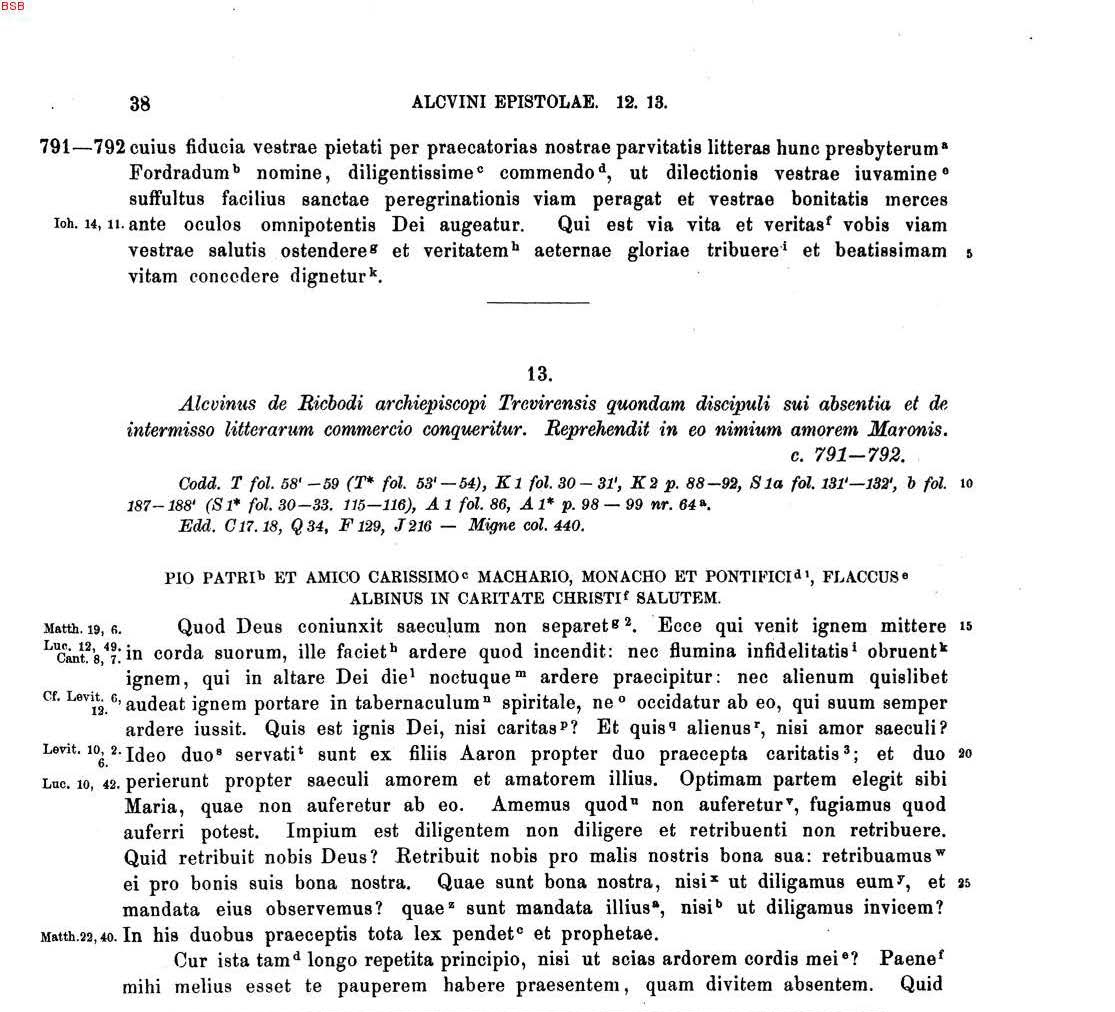 BSB
38 ALCVINI EPISTOLAE. 12. 13.
791—792 cuius fiducia vestrae pietati per praecatorias nostrae parvitatis litteras hunc presbyterum ᵃ
Fordradum ᵇ nomine, diligentissime ᶜ commendo ᵈ, ut dilectionis vestrae iuvamine ᵉ
suffultus facilius sanctae peregrinationis viam peragat et vestrae bonitatis merces
Ioh. 14, 11. ante oculos omnipotentis Dei augeatur. Qui est via vita et veritas ᶠ vobis viam
vestrae salutis ostendere ᵍ et veritatem ʰ aeternae gloriae tribuere ⁱ et beatissimam 5
vitam concedere dignetur ᵏ.
13.
Alcvinus de Ricbodi archiepiscopi Trevirensis quondam discipuli sui absentia et de
intermisso litterarum commercio conqueritur. Reprehendit in eo nimium amorem Maronis.
c. 791—792.
Codd. T fol. 58' —59 (T* fol. 53' —54), K 1 fol. 30 — 31', K 2 p. 88—92, S 1a fol. 131'—132', b fol. 10
187—188' (S 1* fol. 30—33. 115—116), A 1 fol. 86, A 1* p. 98 — 99 nr. 64 ᵃ.
Edd. C 17. 18, Q 34, F 129, J 216 — Migne col. 440.
PIO PATRI ᵇ ET AMICO CARISSIMO ᶜ MACHARIO, MONACHO ET PONTIFICI ᵈ ¹, FLACCUS ᵉ
ALBINUS IN CARITATE CHRISTI ᶠ SALUTEM.
Matth. 19, 6. Quod Deus coniunxit saeculum non separet ᵍ ². Ecce qui venit ignem mittere 15
Luc. 12, 49. Cant. 8, 7. in corda suorum, ille faciet ʰ ardere quod incendit: nec flumina infidelitatis ⁱ obruent ᵏ
ignem, qui in altare Dei die ˡ noctuque ᵐ ardere praecipitur: nec alienum quislibet
Cf. Levit. 6, 12. audeat ignem portare in tabernaculum ⁿ spiritale, ne ᵒ occidatur ab eo, qui suum semper
ardere iussit. Quis est ignis Dei, nisi caritas ᵖ? Et quis q alienus ʳ, nisi amor saeculi?
Levit. 10, 2. 6. Ideo duo ˢ servati ᵗ sunt ex filiis Aaron propter duo praecepta caritatis ³; et duo 20
Luc. 10, 42. perierunt propter saeculi amorem et amatorem illius. Optimam partem elegit sibi
Maria, quae non auferetur ab eo. Amemus quod ᵘ non auferetur ᵛ, fugiamus quod
auferri potest. Impium est diligentem non diligere et retribuenti non retribuere.
Quid retribuit nobis Deus? Retribuit nobis pro malis nostris bona sua: retribuamus ʷ
ei pro bonis suis bona nostra. Quae sunt bona nostra, nisi ˣ ut diligamus eum ʸ, et 25
mandata eius observemus? quae ᶻ sunt mandata illius ᵃ, nisi ᵇ ut diligamus invicem?
Matth. 22, 40. In his duobus praeceptis tota lex pendet ᶜ et prophetae.
Cur ista tam ᵈ longo repetita principio, nisi ut scias ardorem cordis mei ᵉ? Paene ᶠ
mihi melius esset te pauperem habere praesentem, quam divitem absentem. Quid